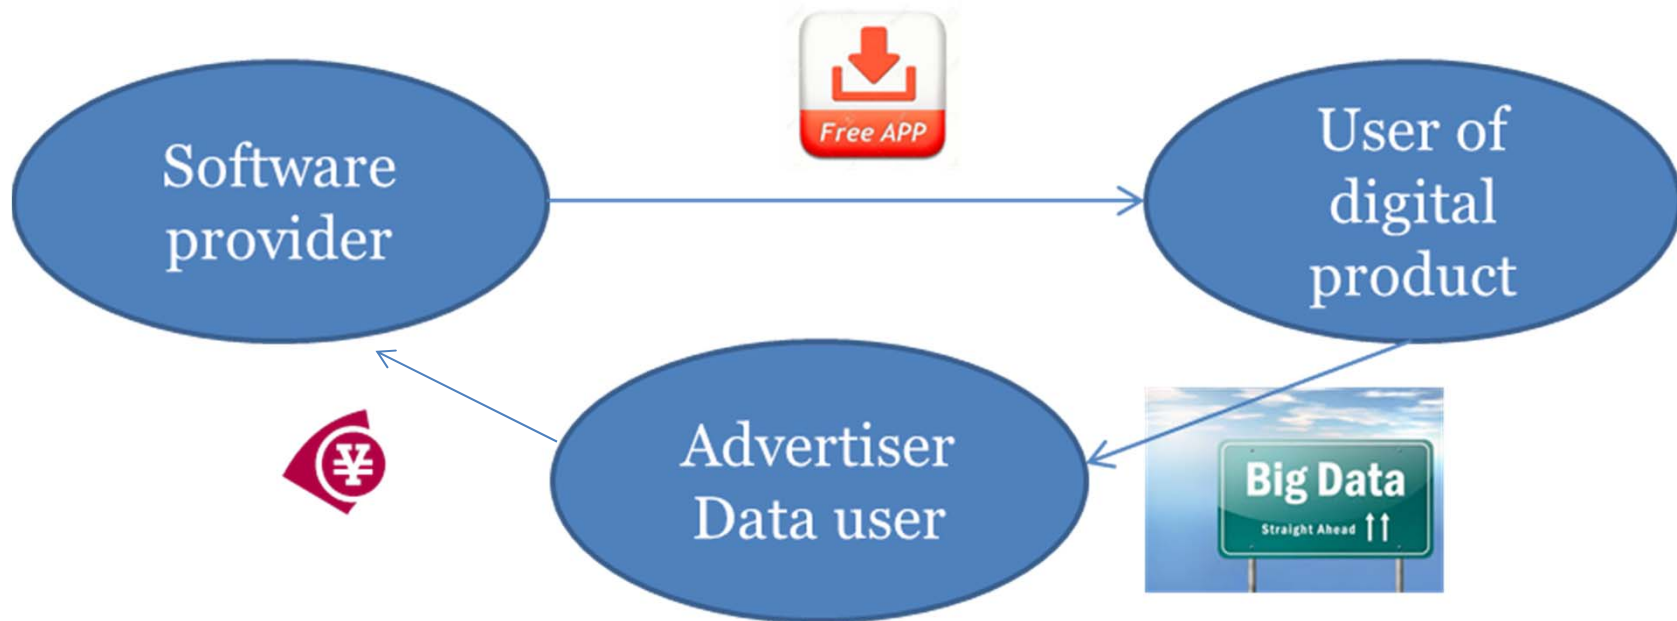 Free APP
Software
provider
User of
digital
product
Advertiser
Data user
¥
Big Data
Straight Ahead ↑↑